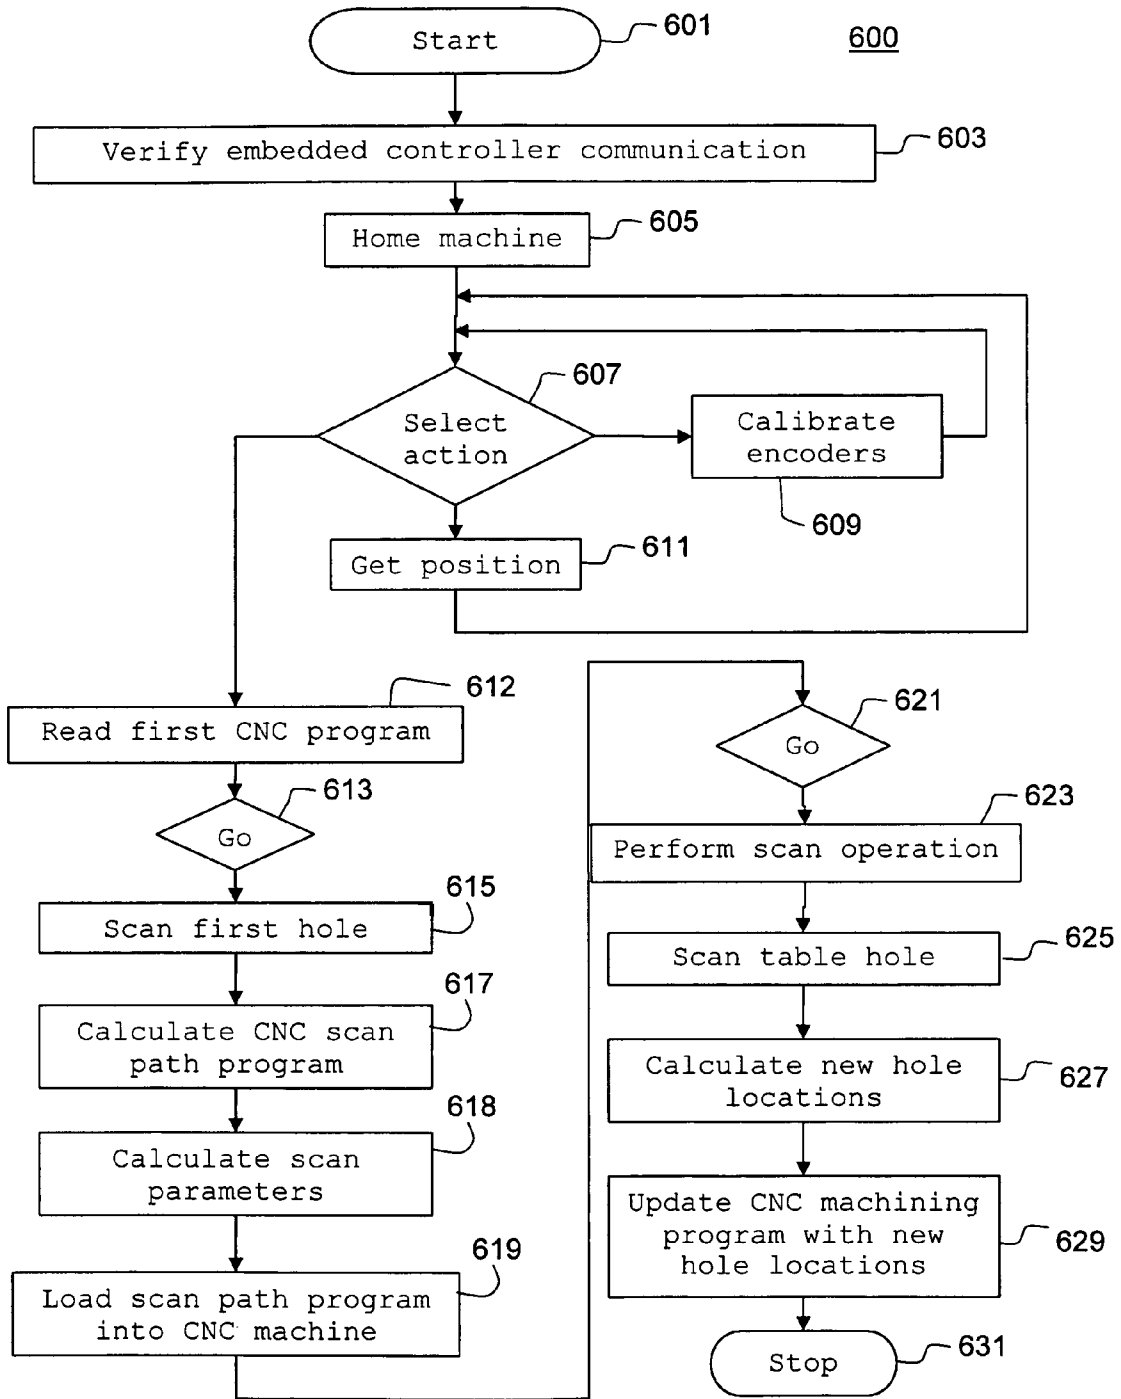 Start
601
600
Verify embedded controller communication
603
Home machine
605
607
Select
action
Calibrate
encoders
609
Get position
611
612
Read first CNC program
613
Go
615
Scan first hole
617
Calculate CNC scan
path program
618
Calculate scan
parameters
619
Load scan path program
into CNC machine
621
Go
623
Perform scan operation
Scan table hole
625
Calculate new hole
locations
627
Update CNC machining
program with new
hole locations
629
Stop
631